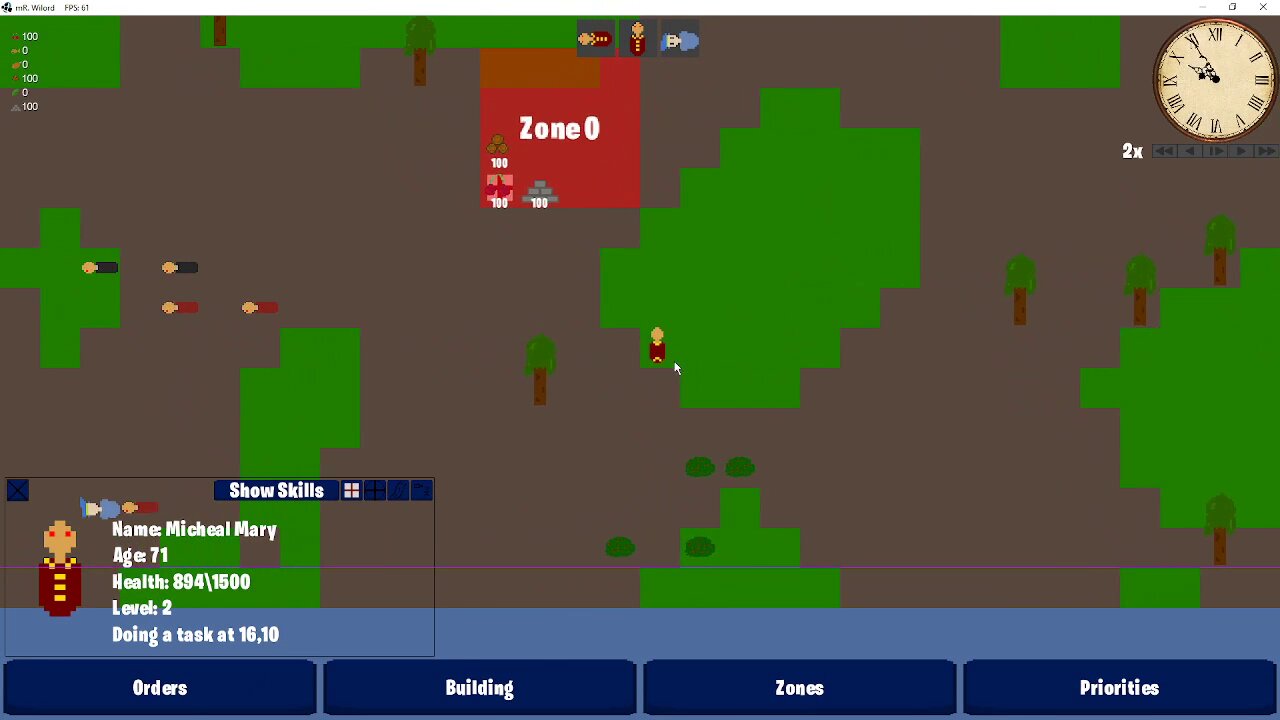 mR. Wilord FPS: 61
100
0
0
100
0
100
Zone 0
100
100
100
2x
Show Skills
Name: Micheal Mary
Age: 71
Health: 894\1500
Level: 2
Doing a task at 16,10
Orders
Building
Zones
Priorities